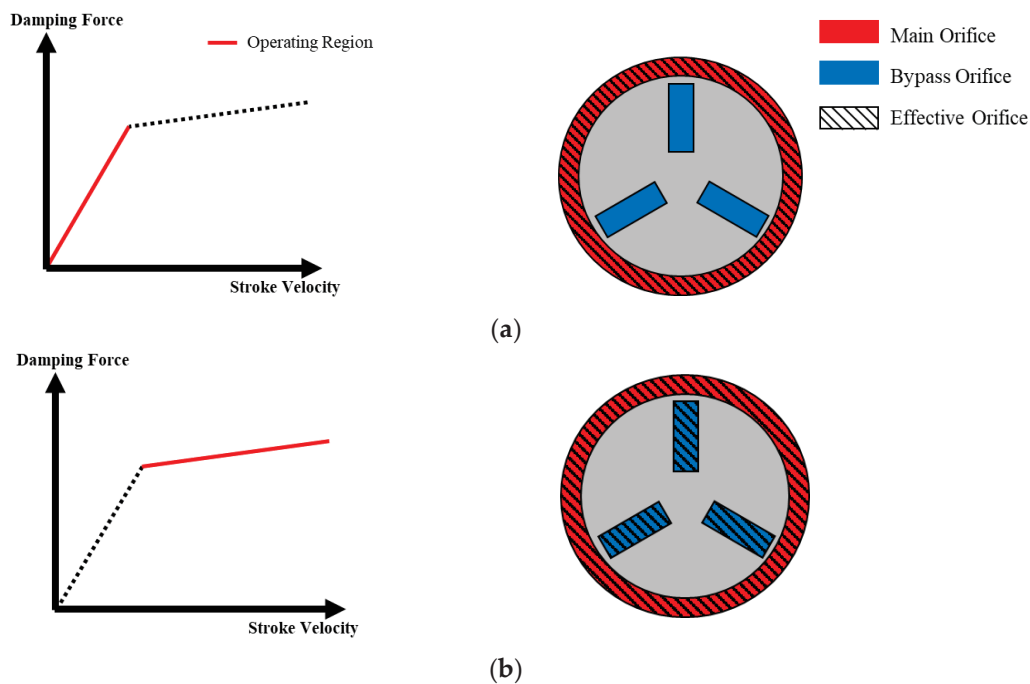 Damping Force
Operating Region
Stroke Velocity
Main Orifice
Bypass Orifice
Effective Orifice
(a)
Damping Force
Stroke Velocity
(b)